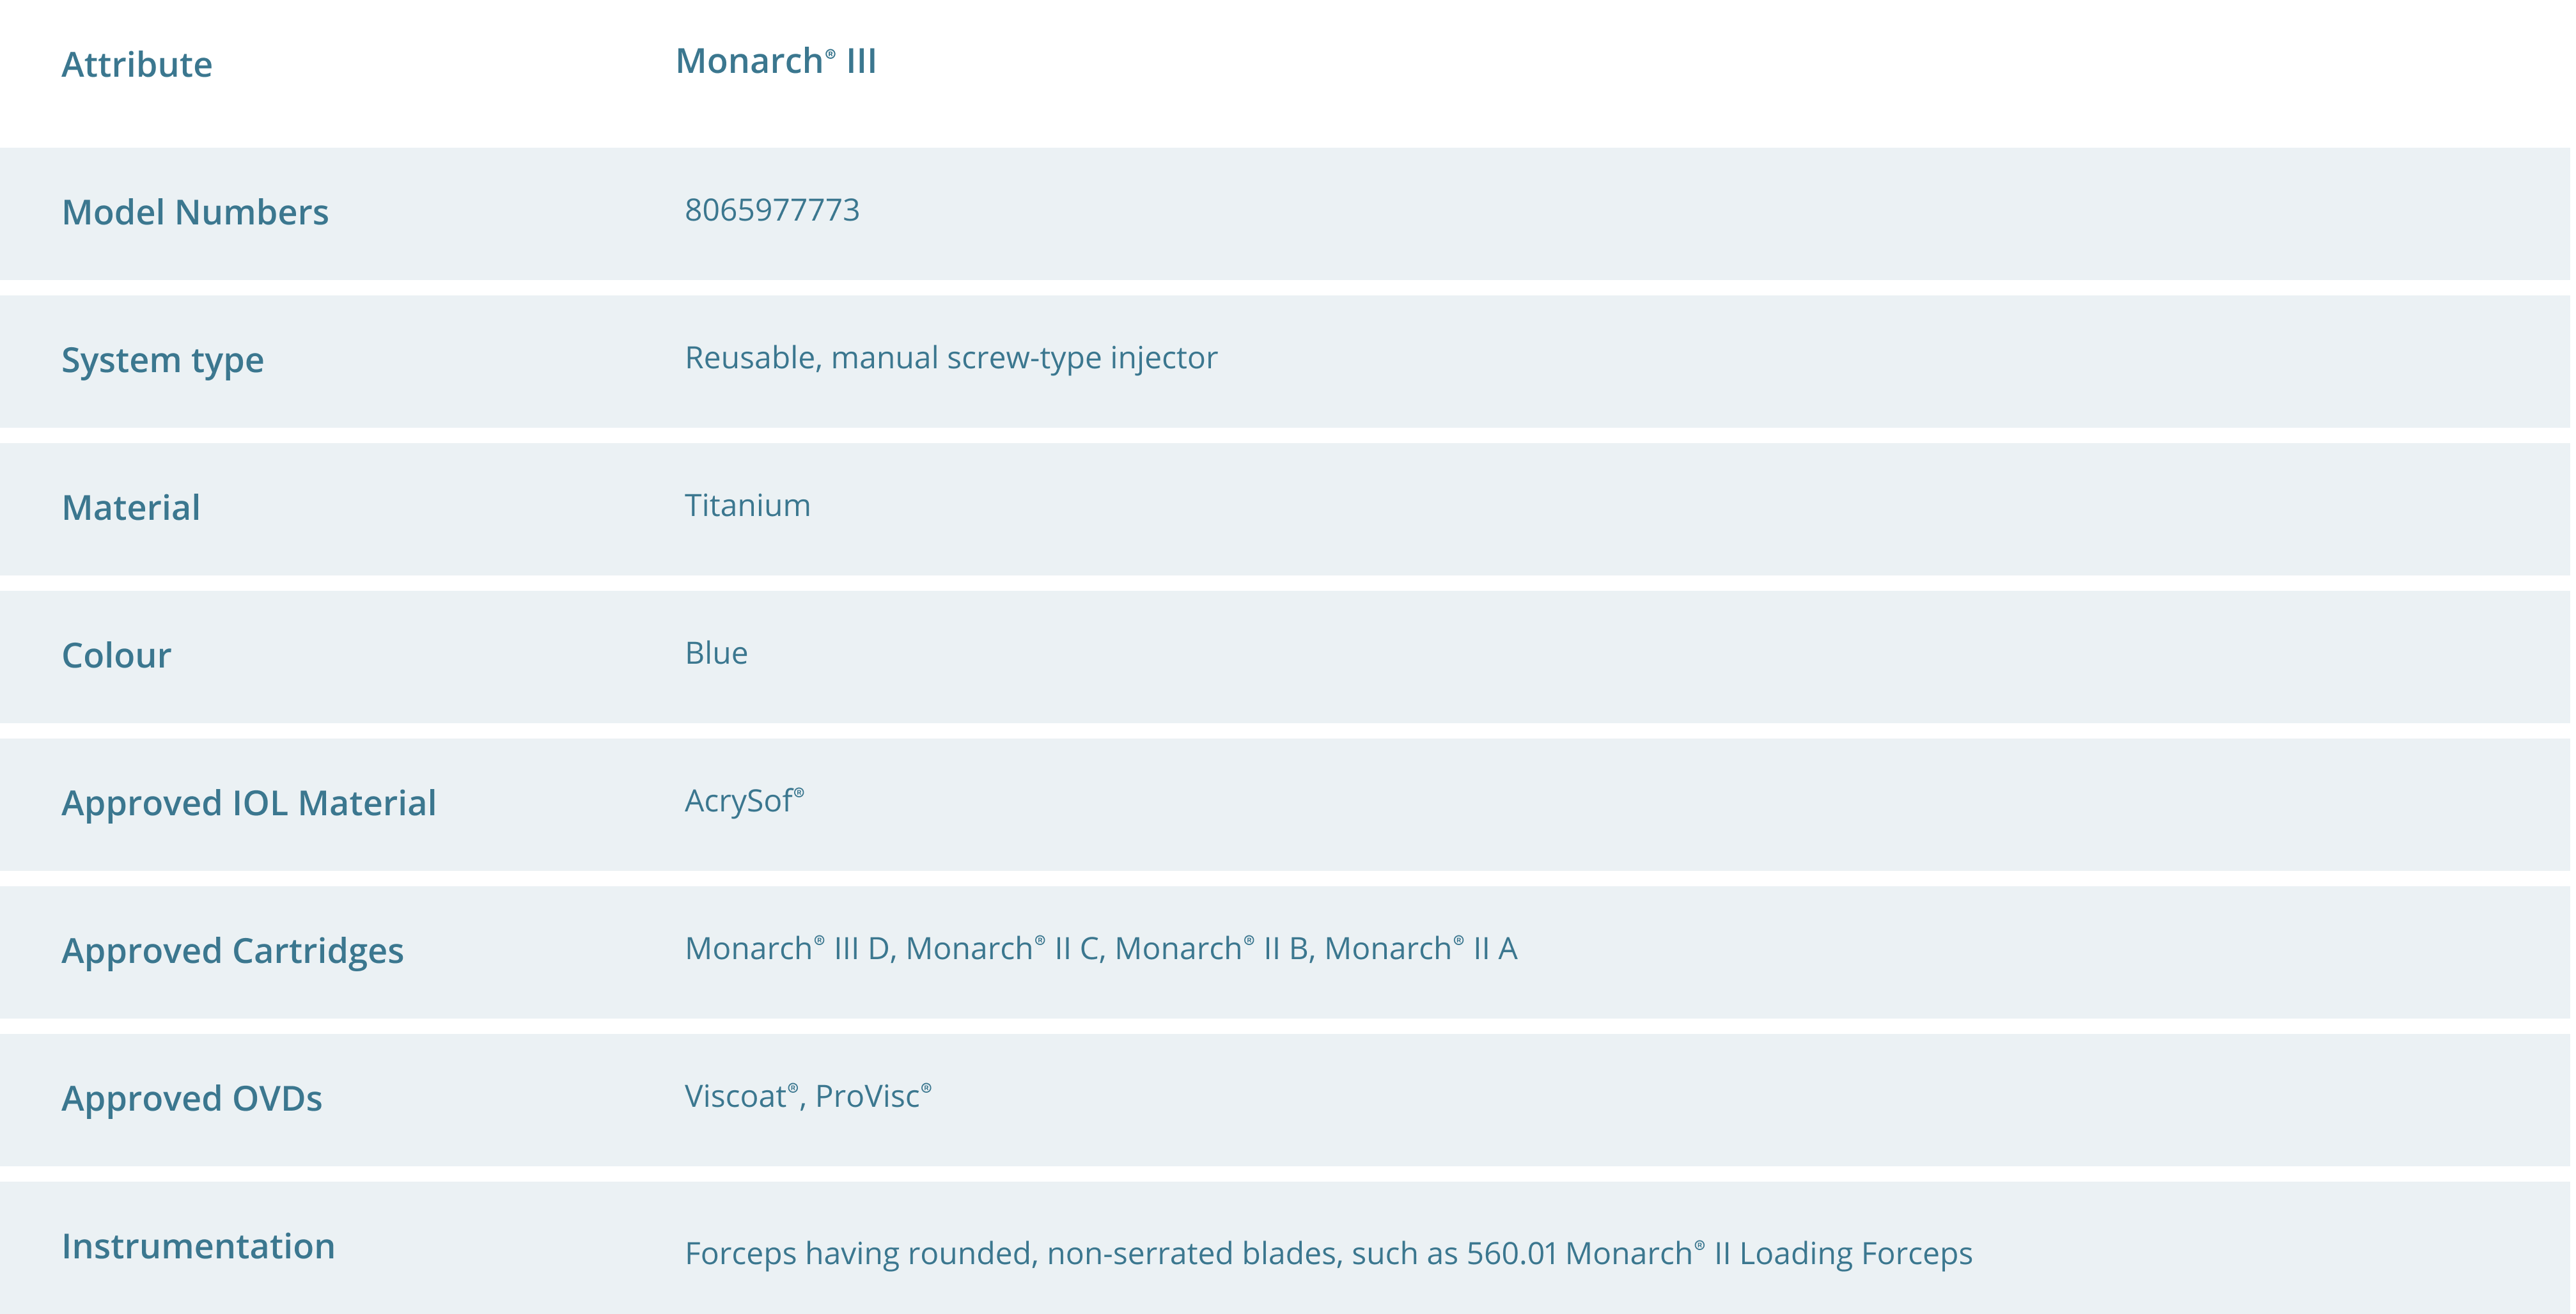 Attribute Monarch® III
Model Numbers 8065977773
System type Reusable, manual screw-type injector
Material Titanium
Colour Blue
Approved IOL Material AcrySof®
Approved Cartridges Monarch® III D, Monarch® II C, Monarch® II B, Monarch® II A
Approved OVDs Viscoat®, ProVisc®
Instrumentation Forceps having rounded, non-serrated blades, such as 560.01 Monarch® II Loading Forceps